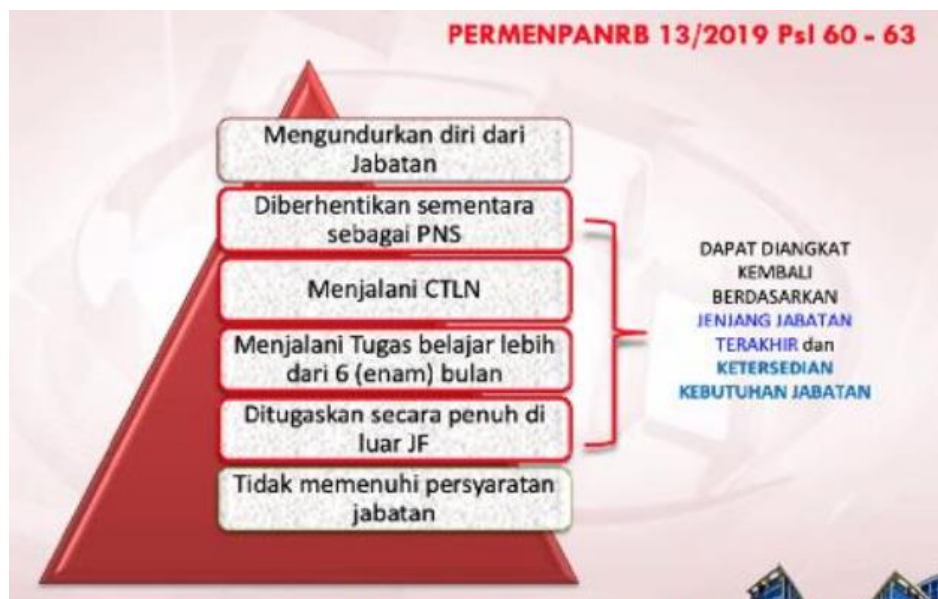 PERMENPANRB 13/2019 Psl 60 - 63
Mengundurkan diri dari
Jabatan
Diberhentikan sementara
sebagai PNS
Menjalani CTLN
Menjalani Tugas belajar lebih
dari 6 (enam) bulan
Ditugaskan secara penuh di
luar JF
Tidak memenuhi persyaratan
jabatan
DAPAT DIANGKAT
KEMBALI
BERDASARKAN
JENJANG JABATAN
TERAKHIR dan
KETERSEDIAN
KEBUTUHAN JABATAN